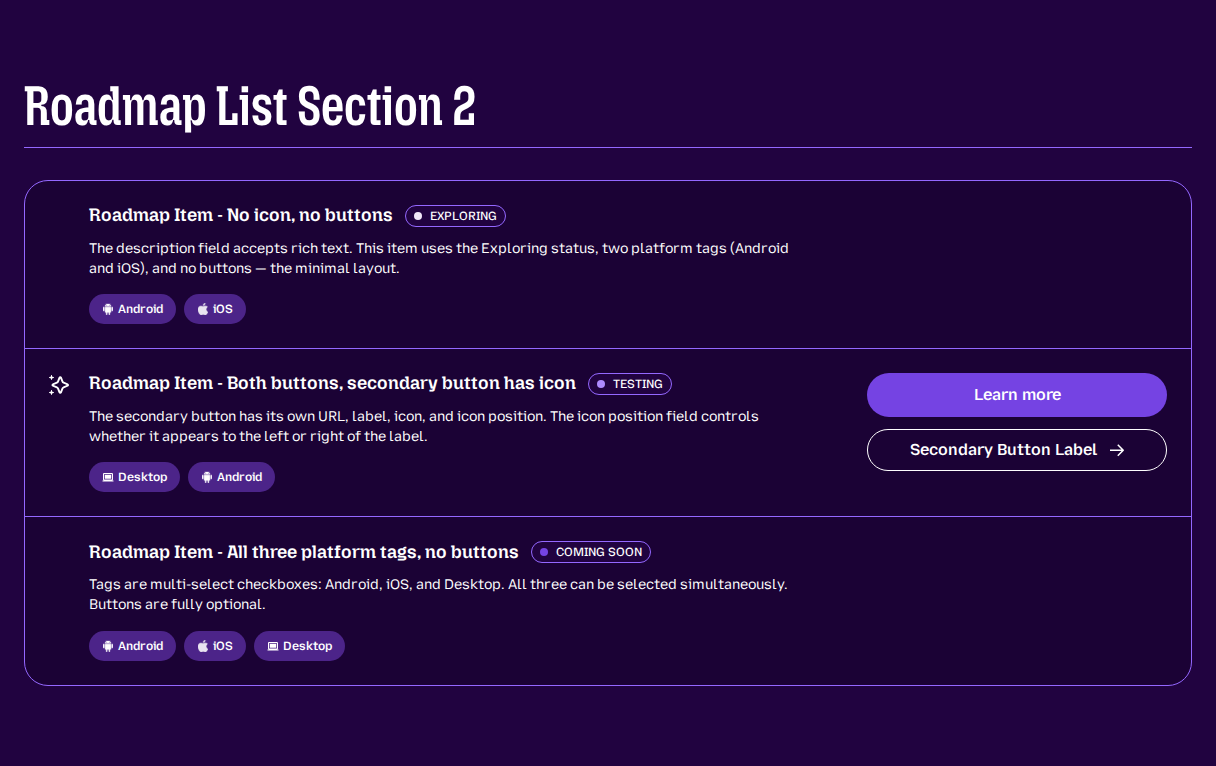 Roadmap List Section 2
Roadmap Item - No icon, no buttons
EXPLORING
The description field accepts rich text. This item uses the Exploring status, two platform tags (Android
and iOS), and no buttons — the minimal layout.
Android
iOS
Roadmap Item - Both buttons, secondary button has icon
TESTING
The secondary button has its own URL, label, icon, and icon position. The icon position field controls
whether it appears to the left or right of the label.
Desktop
Android
Learn more
Secondary Button Label
Roadmap Item - All three platform tags, no buttons
COMING SOON
Tags are multi-select checkboxes: Android, iOS, and Desktop. All three can be selected simultaneously.
Buttons are fully optional.
Android
iOS
Desktop